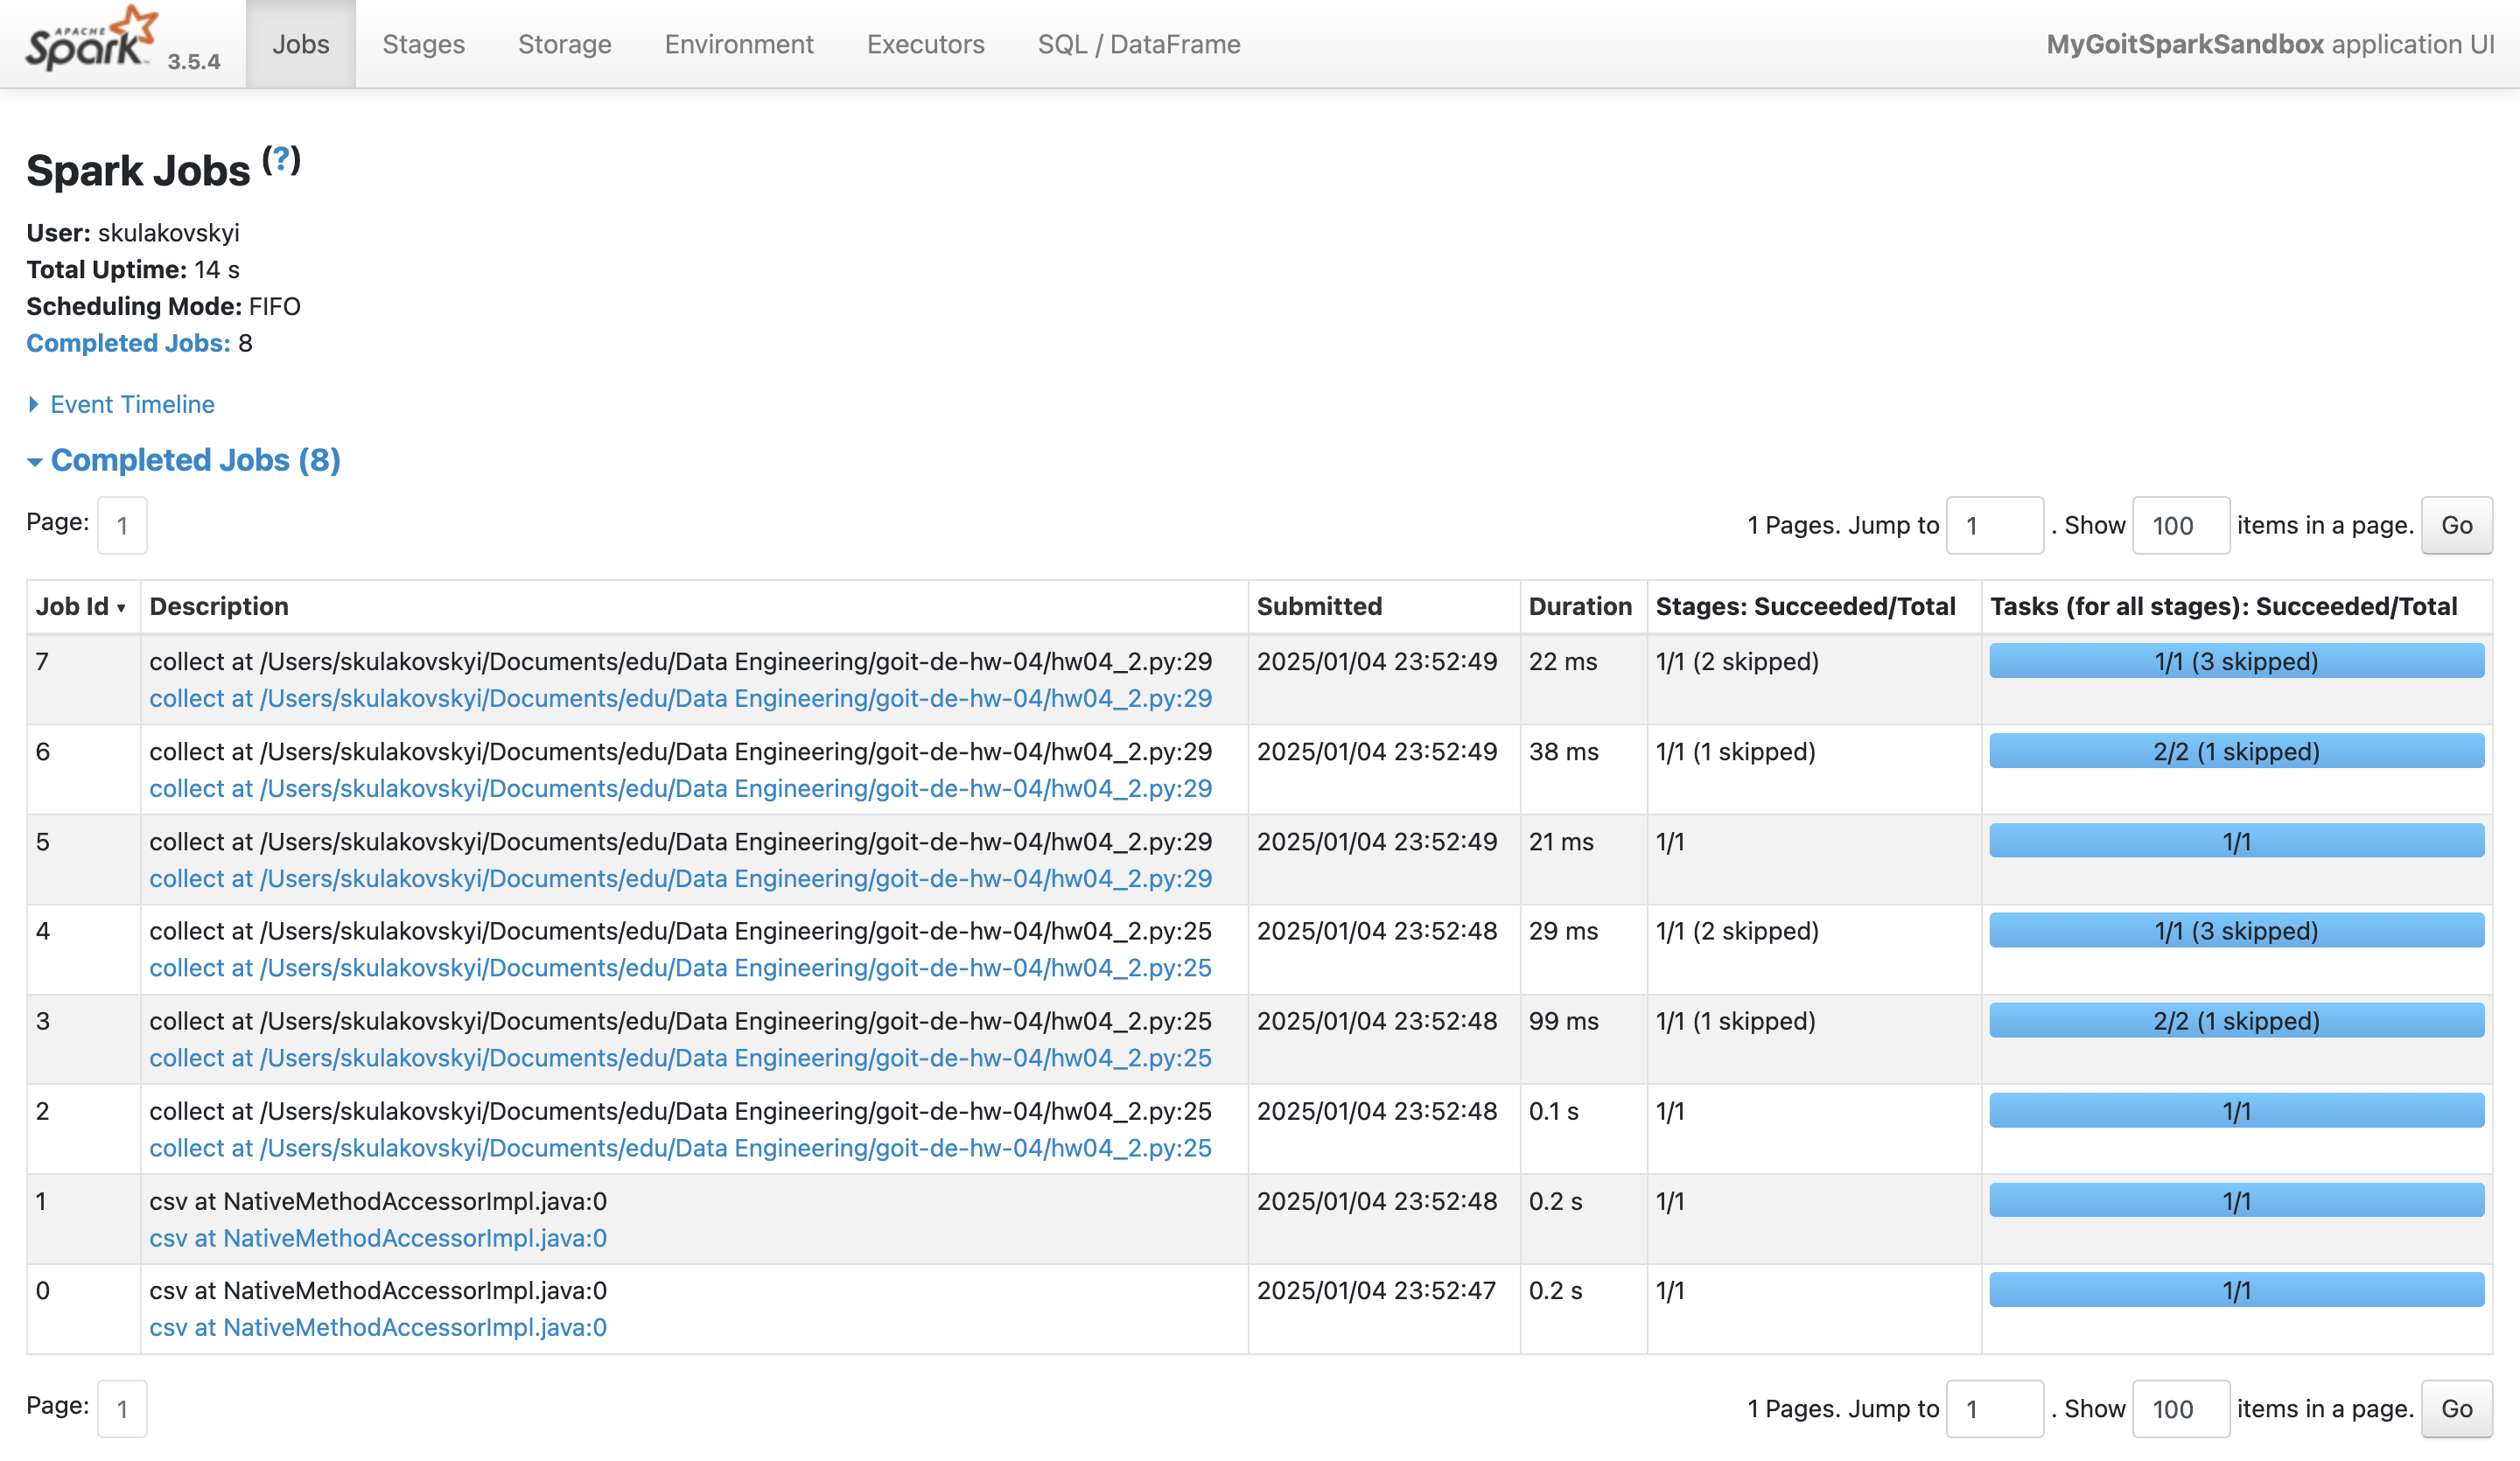 APACHE Spark™ 3.5.4 Jobs Stages Storage Environment Executors SQL / DataFrame MyGoitSparkSandbox application UI
Spark Jobs (?)
User: skulakovskyi
Total Uptime: 14 s
Scheduling Mode: FIFO
Completed Jobs: 8
Event Timeline
Completed Jobs (8)
Page: 1 1 Pages. Jump to 1 . Show 100 items in a page. Go
Job Id ▾ Description Submitted Duration Stages: Succeeded/Total Tasks (for all stages): Succeeded/Total
7 collect at /Users/skulakovskyi/Documents/edu/Data Engineering/goit-de-hw-04/hw04_2.py:29 2025/01/04 23:52:49 22 ms 1/1 (2 skipped) 1/1 (3 skipped)
collect at /Users/skulakovskyi/Documents/edu/Data Engineering/goit-de-hw-04/hw04_2.py:29
6 collect at /Users/skulakovskyi/Documents/edu/Data Engineering/goit-de-hw-04/hw04_2.py:29 2025/01/04 23:52:49 38 ms 1/1 (1 skipped) 2/2 (1 skipped)
collect at /Users/skulakovskyi/Documents/edu/Data Engineering/goit-de-hw-04/hw04_2.py:29
5 collect at /Users/skulakovskyi/Documents/edu/Data Engineering/goit-de-hw-04/hw04_2.py:29 2025/01/04 23:52:49 21 ms 1/1 1/1
collect at /Users/skulakovskyi/Documents/edu/Data Engineering/goit-de-hw-04/hw04_2.py:29
4 collect at /Users/skulakovskyi/Documents/edu/Data Engineering/goit-de-hw-04/hw04_2.py:25 2025/01/04 23:52:48 29 ms 1/1 (2 skipped) 1/1 (3 skipped)
collect at /Users/skulakovskyi/Documents/edu/Data Engineering/goit-de-hw-04/hw04_2.py:25
3 collect at /Users/skulakovskyi/Documents/edu/Data Engineering/goit-de-hw-04/hw04_2.py:25 2025/01/04 23:52:48 99 ms 1/1 (1 skipped) 2/2 (1 skipped)
collect at /Users/skulakovskyi/Documents/edu/Data Engineering/goit-de-hw-04/hw04_2.py:25
2 collect at /Users/skulakovskyi/Documents/edu/Data Engineering/goit-de-hw-04/hw04_2.py:25 2025/01/04 23:52:48 0.1 s 1/1 1/1
collect at /Users/skulakovskyi/Documents/edu/Data Engineering/goit-de-hw-04/hw04_2.py:25
1 csv at NativeMethodAccessorImpl.java:0 2025/01/04 23:52:48 0.2 s 1/1 1/1
csv at NativeMethodAccessorImpl.java:0
0 csv at NativeMethodAccessorImpl.java:0 2025/01/04 23:52:47 0.2 s 1/1 1/1
csv at NativeMethodAccessorImpl.java:0
Page: 1 1 Pages. Jump to 1 . Show 100 items in a page. Go